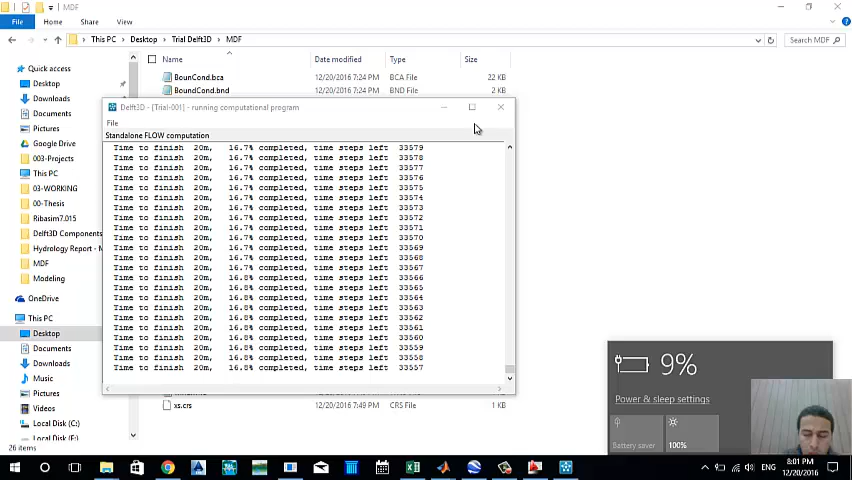 MDF
File
Home
Share
View
This PC
Desktop
Trial Delft3D
MDF
Search MDF
Quick access
Desktop
Downloads
Documents
Pictures
Google Drive
003-Projects
This PC
03-WORKING
00-Thesis
Ribasim7.015
Delft3D Components
Hydrology Report -
MDF
Modeling
OneDrive
This PC
Desktop
Documents
Downloads
Music
Pictures
Videos
Local Disk (C:)
Local Disk (E:)
26 items
Name
Date modified
Type
Size
BounCond.bca
12/20/2016 7:24 PM
BCA File
22 KB
BoundCond.bnd
12/20/2016 7:24 PM
BND File
2 KB
Delft3D - [Trial-001] - running computational program
File
Standalone FLOW computation
Time to finish 20m, 16.7% completed, time steps left 33579
Time to finish 20m, 16.7% completed, time steps left 33578
Time to finish 20m, 16.7% completed, time steps left 33577
Time to finish 20m, 16.7% completed, time steps left 33576
Time to finish 20m, 16.7% completed, time steps left 33575
Time to finish 20m, 16.7% completed, time steps left 33574
Time to finish 20m, 16.7% completed, time steps left 33573
Time to finish 20m, 16.7% completed, time steps left 33572
Time to finish 20m, 16.7% completed, time steps left 33571
Time to finish 20m, 16.7% completed, time steps left 33570
Time to finish 20m, 16.7% completed, time steps left 33569
Time to finish 20m, 16.7% completed, time steps left 33568
Time to finish 20m, 16.7% completed, time steps left 33567
Time to finish 20m, 16.8% completed, time steps left 33566
Time to finish 20m, 16.8% completed, time steps left 33565
Time to finish 20m, 16.8% completed, time steps left 33564
Time to finish 20m, 16.8% completed, time steps left 33563
Time to finish 20m, 16.8% completed, time steps left 33562
Time to finish 20m, 16.8% completed, time steps left 33561
Time to finish 20m, 16.8% completed, time steps left 33560
Time to finish 20m, 16.8% completed, time steps left 33559
Time to finish 20m, 16.8% completed, time steps left 33558
Time to finish 20m, 16.8% completed, time steps left 33557
xs.crs
12/20/2016 7:49 PM
CRS File
1 KB
9%
Power & sleep settings
Battery saver
100%
ENG
8:01 PM
12/20/2016